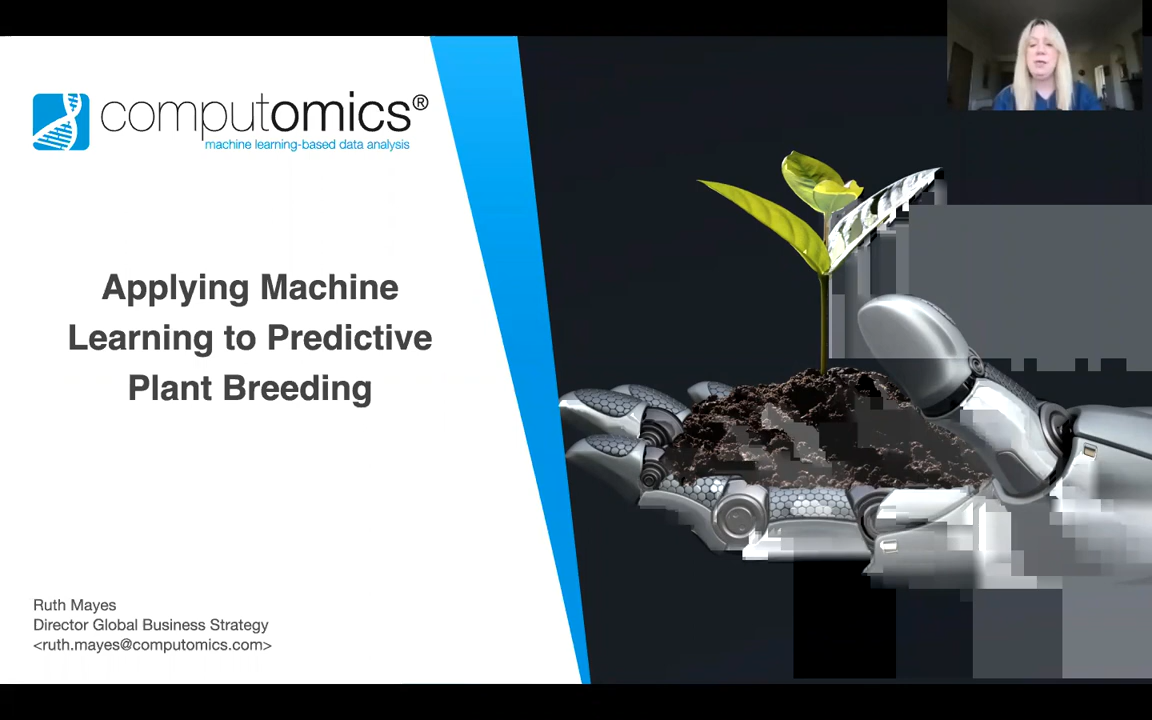 computomics®
machine learning-based data analysis
Applying Machine
Learning to Predictive
Plant Breeding
Ruth Mayes
Director Global Business Strategy
<ruth.mayes@computomics.com>